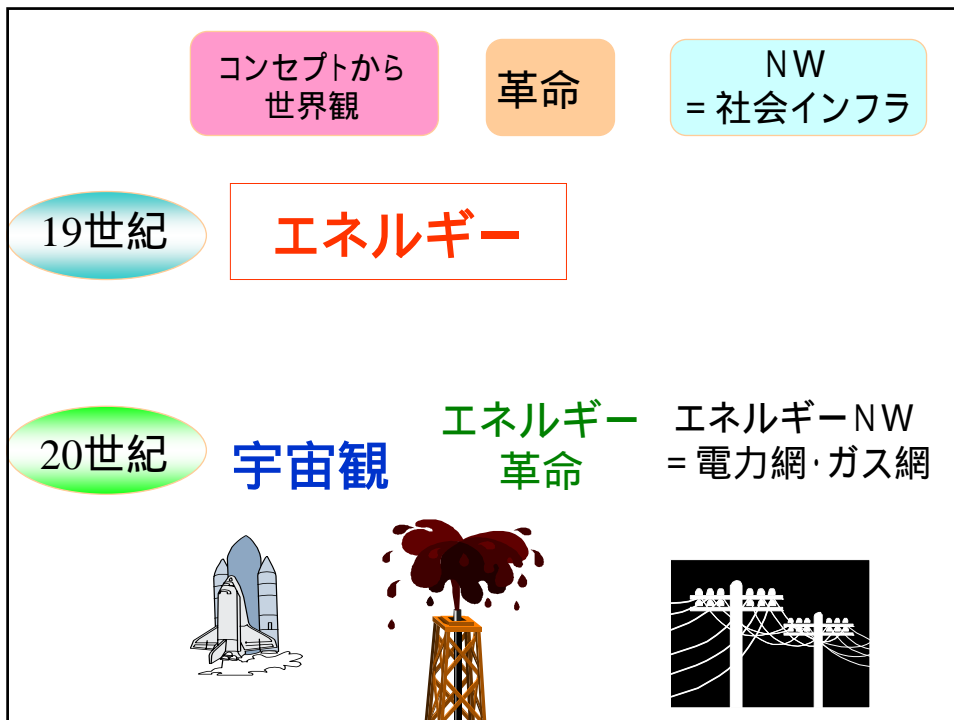 コンセプトから
世界観
革命
ＮＷ
＝社会インフラ
19世紀
エネルギー
20世紀
宇宙観
エネルギー
革命
エネルギーＮＷ
＝電力網・ガス網